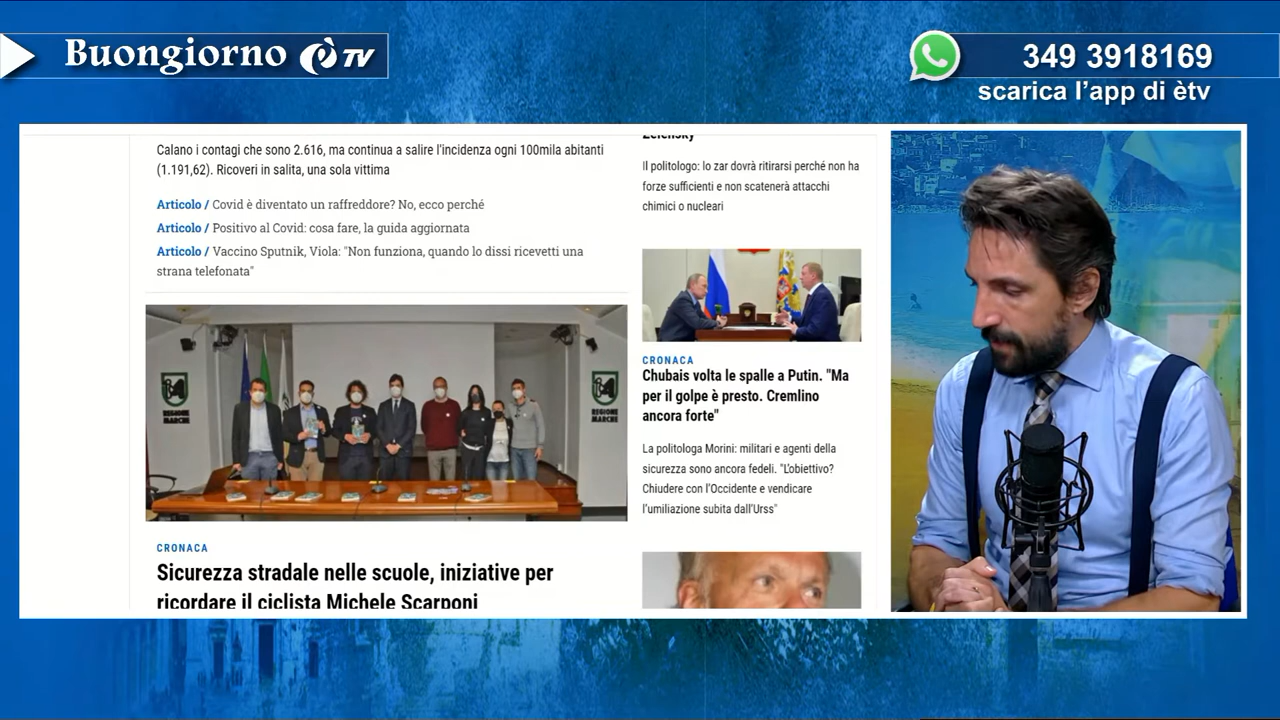 Buongiorno è TV
349 3918169
scarica l'app di ètv
Calano i contagi che sono 2.616, ma continua a salire l'incidenza ogni 100mila abitanti
(1.191,62). Ricoveri in salita, una sola vittima
Articolo / Covid è diventato un raffreddore? No, ecco perché
Articolo / Positivo al Covid: cosa fare, la guida aggiornata
Articolo / Vaccino Sputnik, Viola: "Non funziona, quando lo dissi ricevetti una
strana telefonata"
REGIONE
MARCHE
REGIONE
MARCHE
CRONACA
Sicurezza stradale nelle scuole, iniziative per
ricordare il ciclista Michele Scarponi
Zelensky
Il politologo: lo zar dovrà ritirarsi perché non ha
forze sufficienti e non scatenerà attacchi
chimici o nucleari
CRONACA
Chubais volta le spalle a Putin. "Ma
per il golpe è presto. Cremlino
ancora forte"
La politologa Morini: militari e agenti della
sicurezza sono ancora fedeli. "L'obiettivo?
Chiudere con l'Occidente e vendicare
l'umiliazione subita dall'Urss"